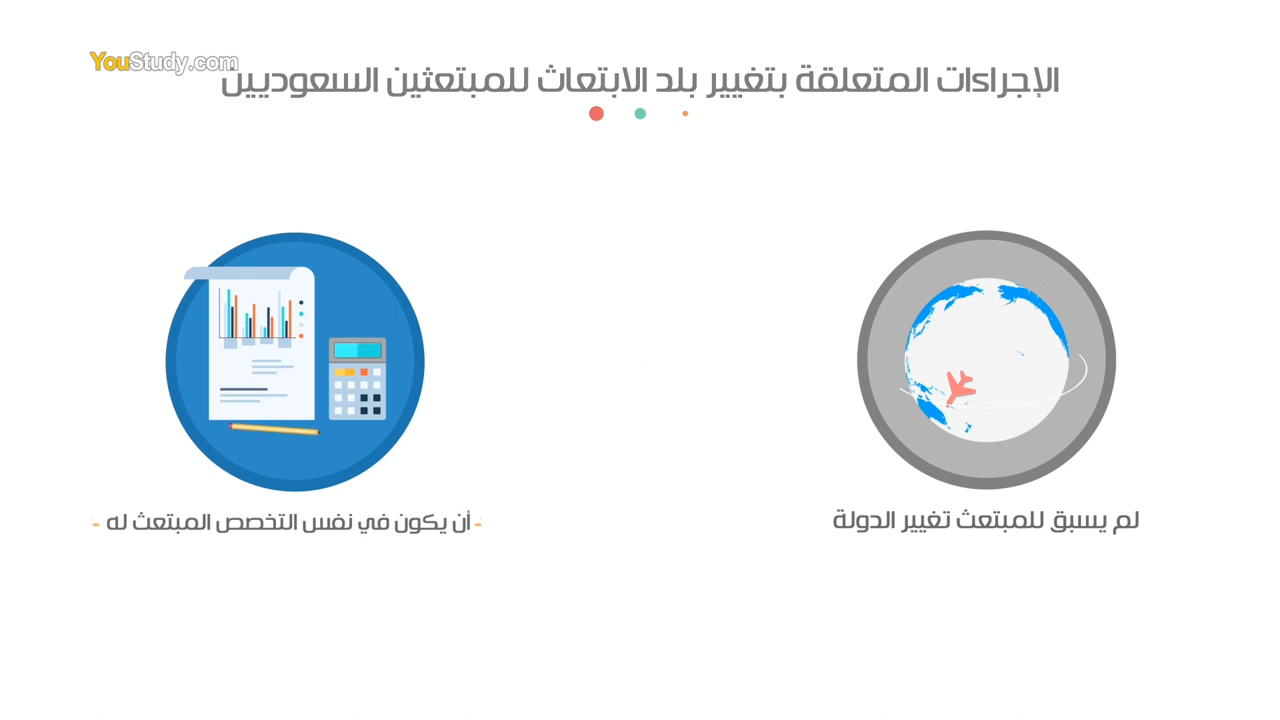 YouStudy.com
الإجراءات المتعلقة بتغيير بلد الابتعاث للمبتعثين السعوديين
لم يسبق للمبتعث تغيير الدولة
- أن يكون في نفس التخصص المبتعث له -